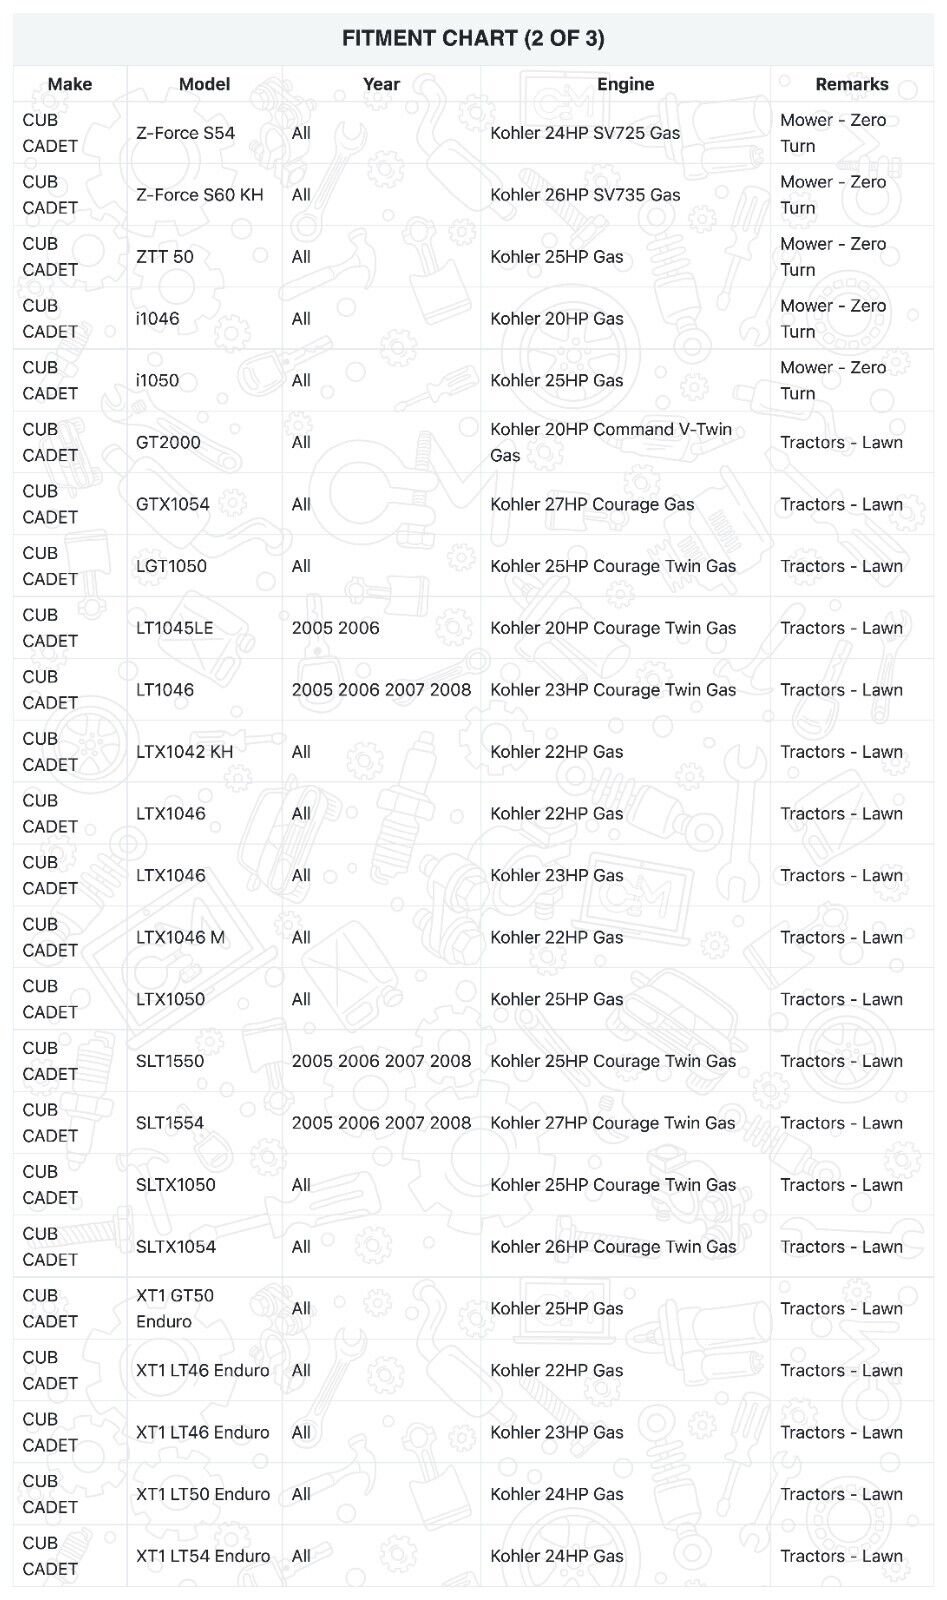 FITMENT CHART (2 OF 3)
Make Model Year Engine Remarks
CUB CADET Z-Force S54 All Kohler 24HP SV725 Gas Mower - Zero Turn
CUB CADET Z-Force S60 KH All Kohler 26HP SV735 Gas Mower - Zero Turn
CUB CADET ZTT 50 All Kohler 25HP Gas Mower - Zero Turn
CUB CADET i1046 All Kohler 20HP Gas Mower - Zero Turn
CUB CADET i1050 All Kohler 25HP Gas Mower - Zero Turn
CUB CADET GT2000 All Kohler 20HP Command V-Twin Gas Tractors - Lawn
CUB CADET GTX1054 All Kohler 27HP Courage Gas Tractors - Lawn
CUB CADET LGT1050 All Kohler 25HP Courage Twin Gas Tractors - Lawn
CUB CADET LT1045LE 2005 2006 Kohler 20HP Courage Twin Gas Tractors - Lawn
CUB CADET LT1046 2005 2006 2007 2008 Kohler 23HP Courage Twin Gas Tractors - Lawn
CUB CADET LTX1042 KH All Kohler 22HP Gas Tractors - Lawn
CUB CADET LTX1046 All Kohler 22HP Gas Tractors - Lawn
CUB CADET LTX1046 All Kohler 23HP Gas Tractors - Lawn
CUB CADET LTX1046 M All Kohler 22HP Gas Tractors - Lawn
CUB CADET LTX1050 All Kohler 25HP Gas Tractors - Lawn
CUB CADET SLT1550 2005 2006 2007 2008 Kohler 25HP Courage Twin Gas Tractors - Lawn
CUB CADET SLT1554 2005 2006 2007 2008 Kohler 27HP Courage Twin Gas Tractors - Lawn
CUB CADET SLTX1050 All Kohler 25HP Courage Twin Gas Tractors - Lawn
CUB CADET SLTX1054 All Kohler 26HP Courage Twin Gas Tractors - Lawn
CUB CADET XT1 GT50 Enduro All Kohler 25HP Gas Tractors - Lawn
CUB CADET XT1 LT46 Enduro All Kohler 22HP Gas Tractors - Lawn
CUB CADET XT1 LT46 Enduro All Kohler 23HP Gas Tractors - Lawn
CUB CADET XT1 LT50 Enduro All Kohler 24HP Gas Tractors - Lawn
CUB CADET XT1 LT54 Enduro All Kohler 24HP Gas Tractors - Lawn